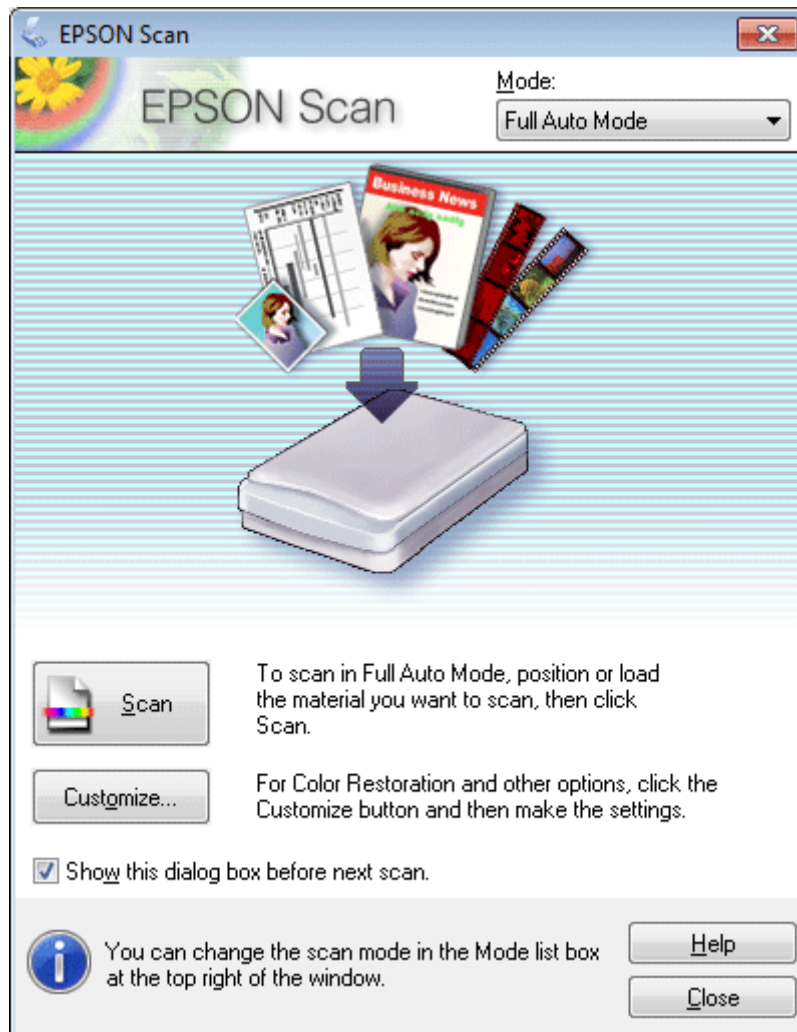 EPSON Scan
EPSON Scan
Mode:
Full Auto Mode
Business News
Scan
To scan in Full Auto Mode, position or load
the material you want to scan, then click
Scan.
Customize...
For Color Restoration and other options, click the
Customize button and then make the settings.
Show this dialog box before next scan.
You can change the scan mode in the Mode list box
at the top right of the window.
Help
Close